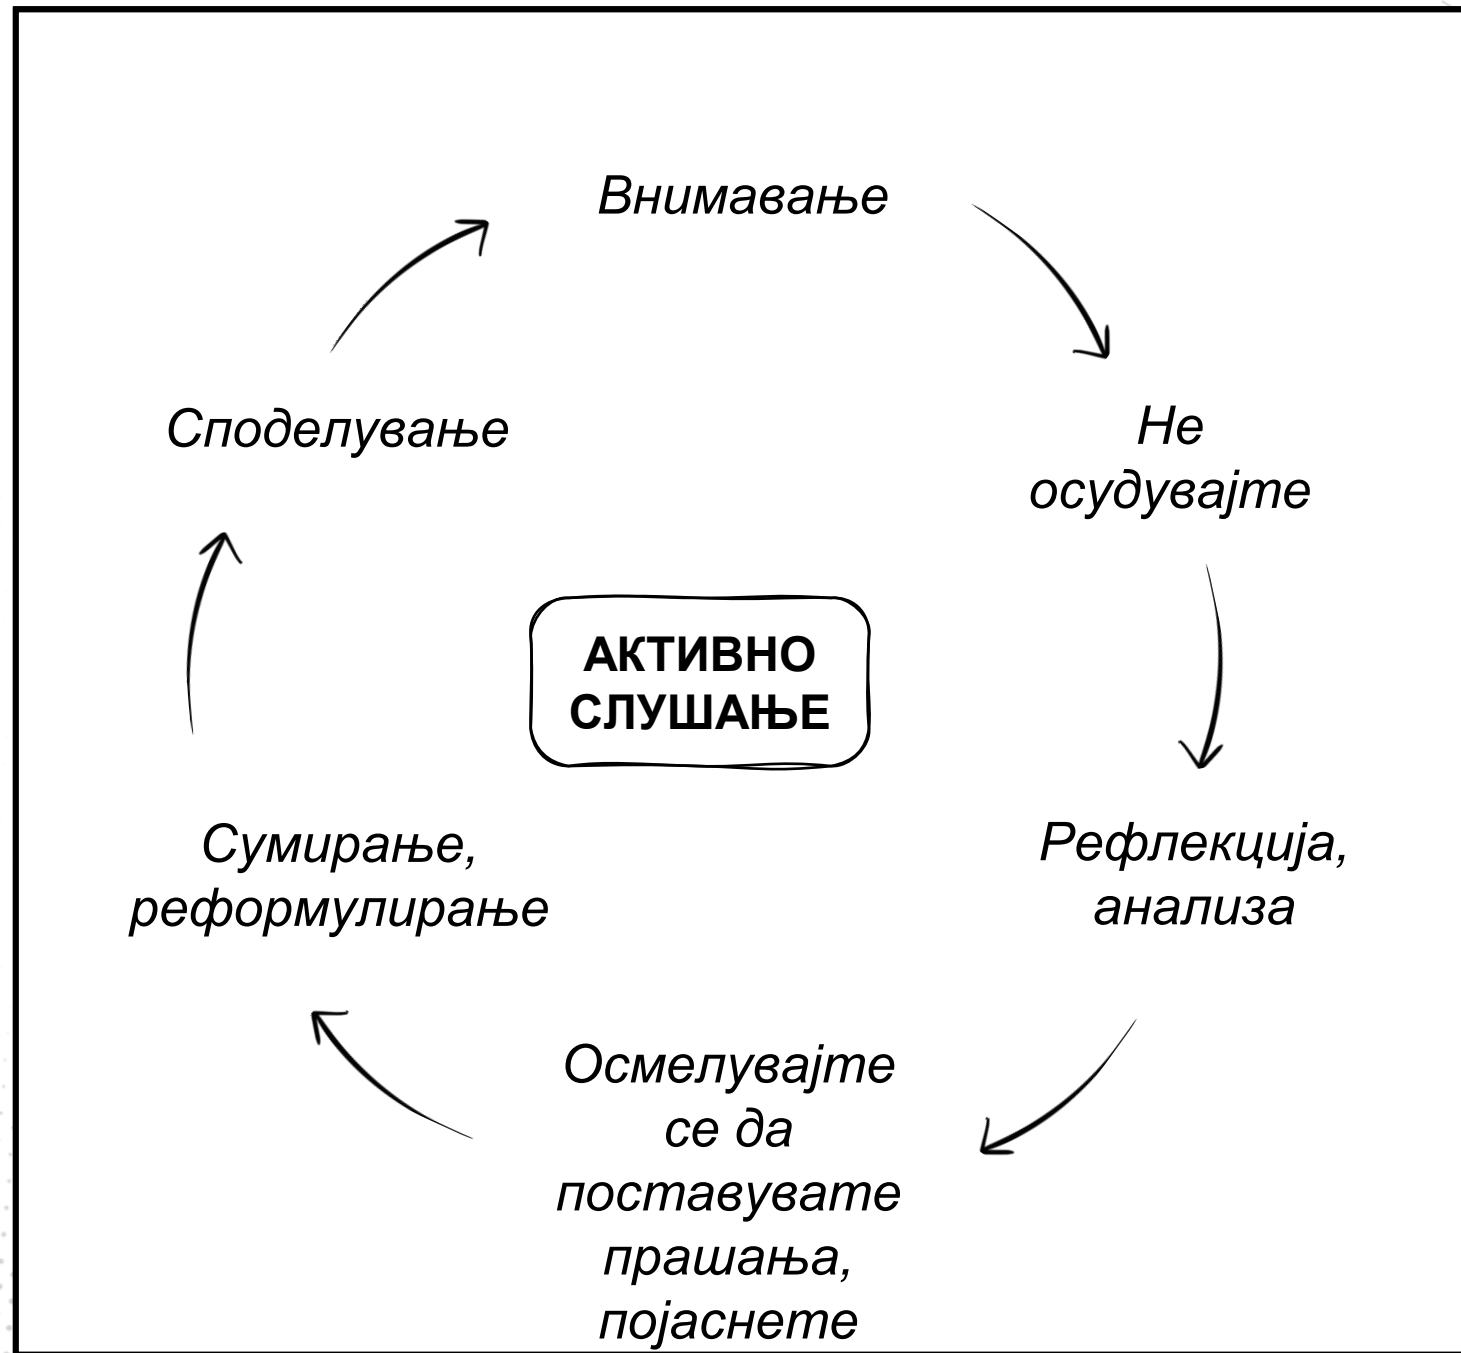 Внимавање
Не
осудувајте
Рефлекција,
анализа
Осмелувајте
се да
поставувате
прашања,
појаснете
Сумирање,
реформулирање
Споделување
АКТИВНО
СЛУШАЊЕ